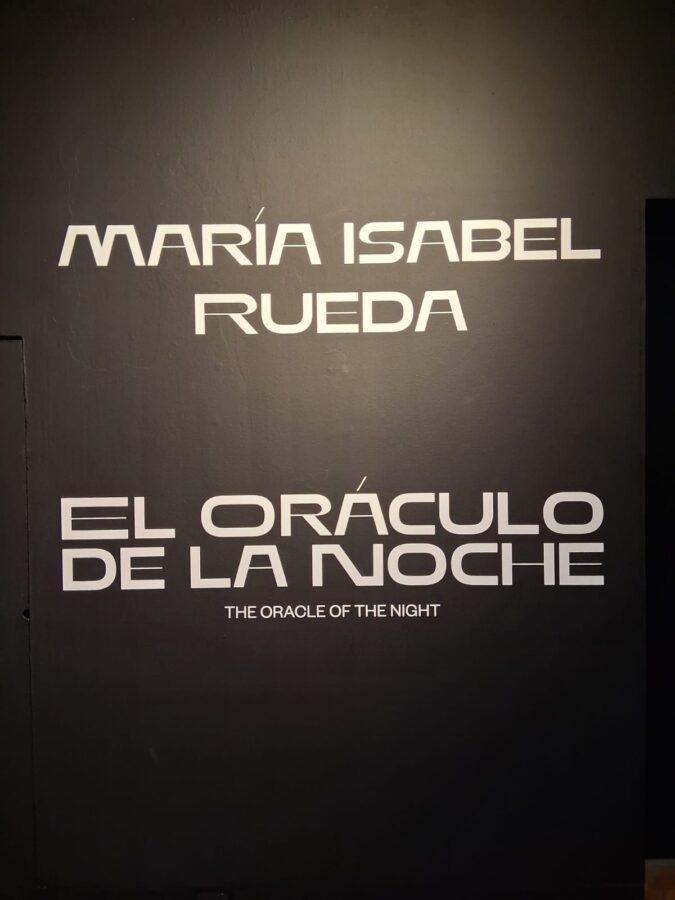 MARÍA ISABEL
RUEDA
EL ORÁCULO
DE LA NOCHE
THE ORACLE OF THE NIGHT